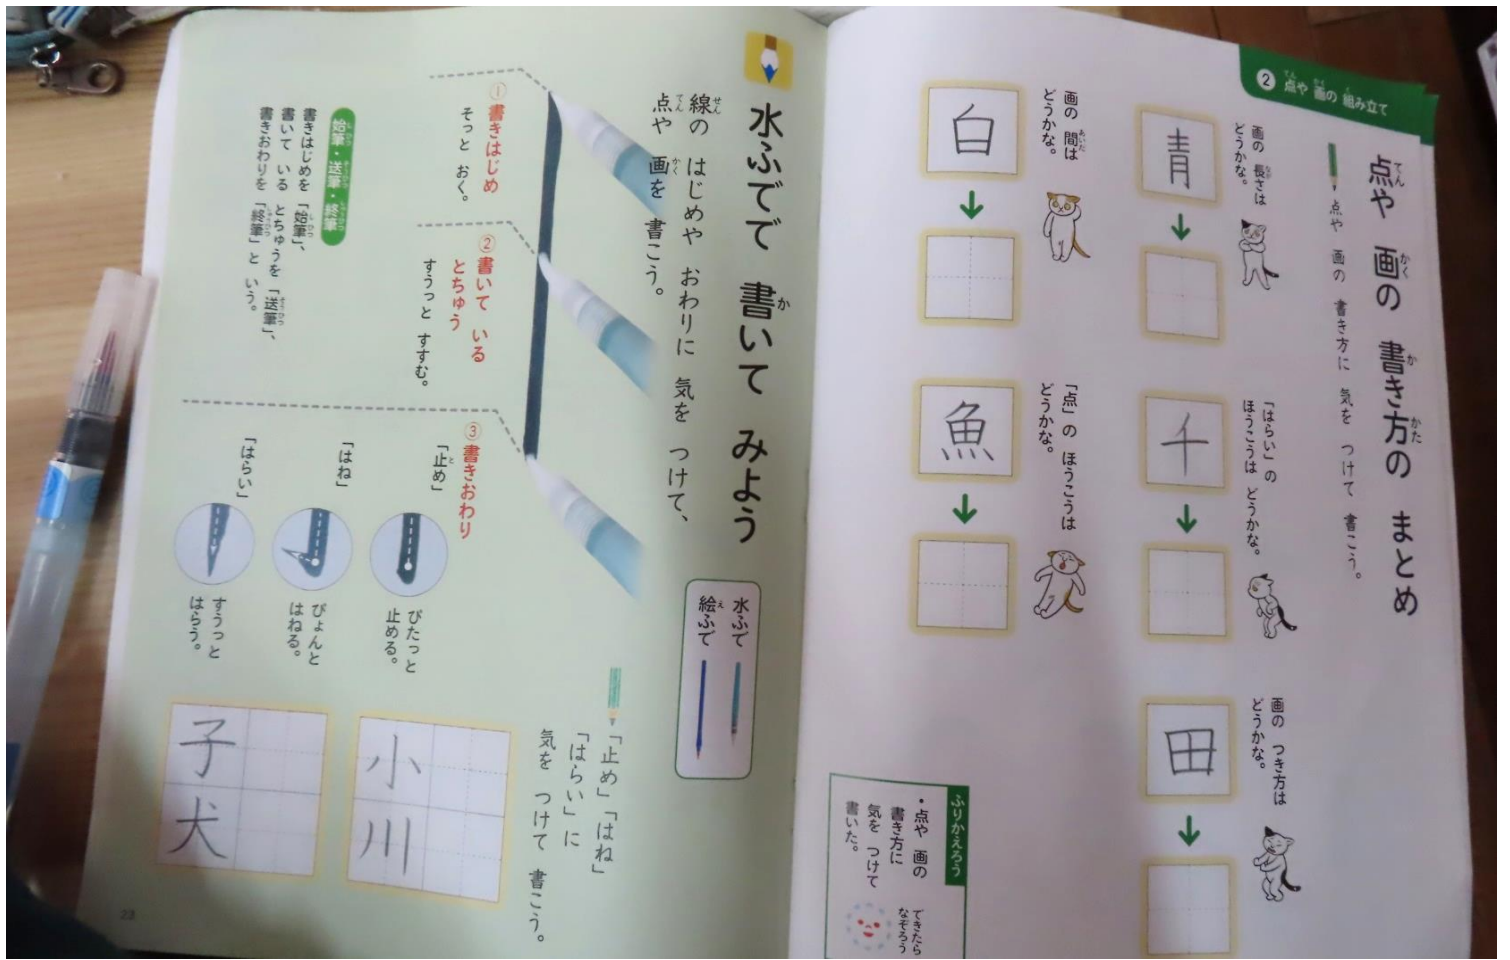 ② 点や 画の 組み立て
点や 画の 書き方の まとめ
点や 画の 書き方に 気を つけて 書こう。
画の 長さは
どうかな。
青
「はらい」の
ほうこうは どうかな。
千
画の つき方は
どうかな。
田
画の 間は
どうかな。
白
「点」の ほうこうは
どうかな。
魚
ふりかえろう
・点や 画の
書き方に
気を つけて
書いた。
できたら
なぞろう
水ふでで 書いて みよう
線の はじめや おわりに 気を つけて、
点や 画を 書こう。
水ふで
絵ふで
①書きはじめ
そっと おく。
②書いて いる
とちゅう
すうっと すすむ。
③書きおわり
「止め」
ぴたっと
止める。
「はね」
ぴょんと
はねる。
「はらい」
すうっと
はらう。
始筆・送筆・終筆
書きはじめを 「始筆」、
書いて いる とちゅうを 「送筆」、
書きおわりを 「終筆」と いう。
「止め」「はね」
「はらい」に
気を つけて 書こう。
小川
子犬
23